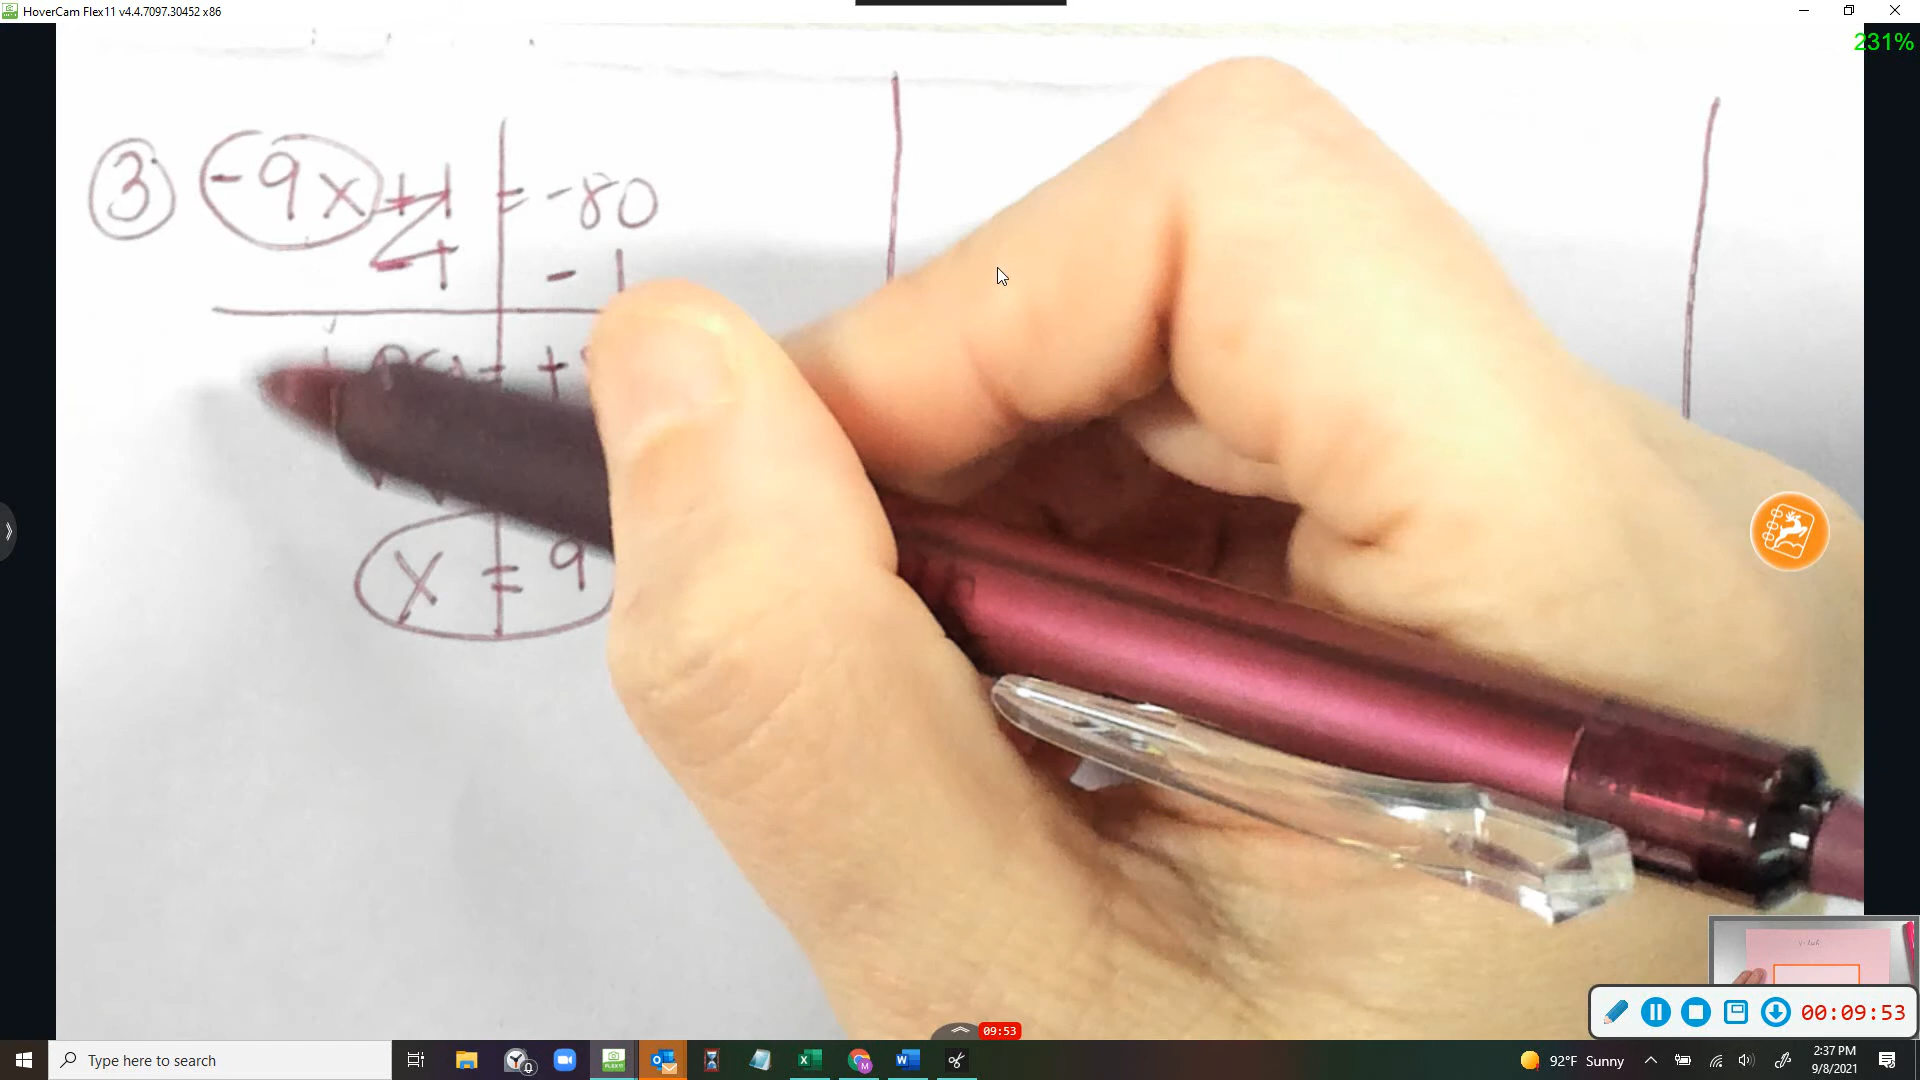 HoverCam Flex11 v4.4.7097.30452 x86
231%
③ -9x +1 = -80
-1 - 1
x = 9
09:53
00:09:53
Type here to search
92°F Sunny
2:37 PM
9/8/2021